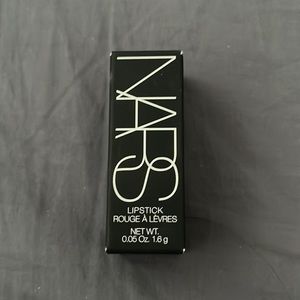 NARS
LIPSTICK
ROUGE À LÈVRES
NET WT.
0.05 Oz. 1.6 g